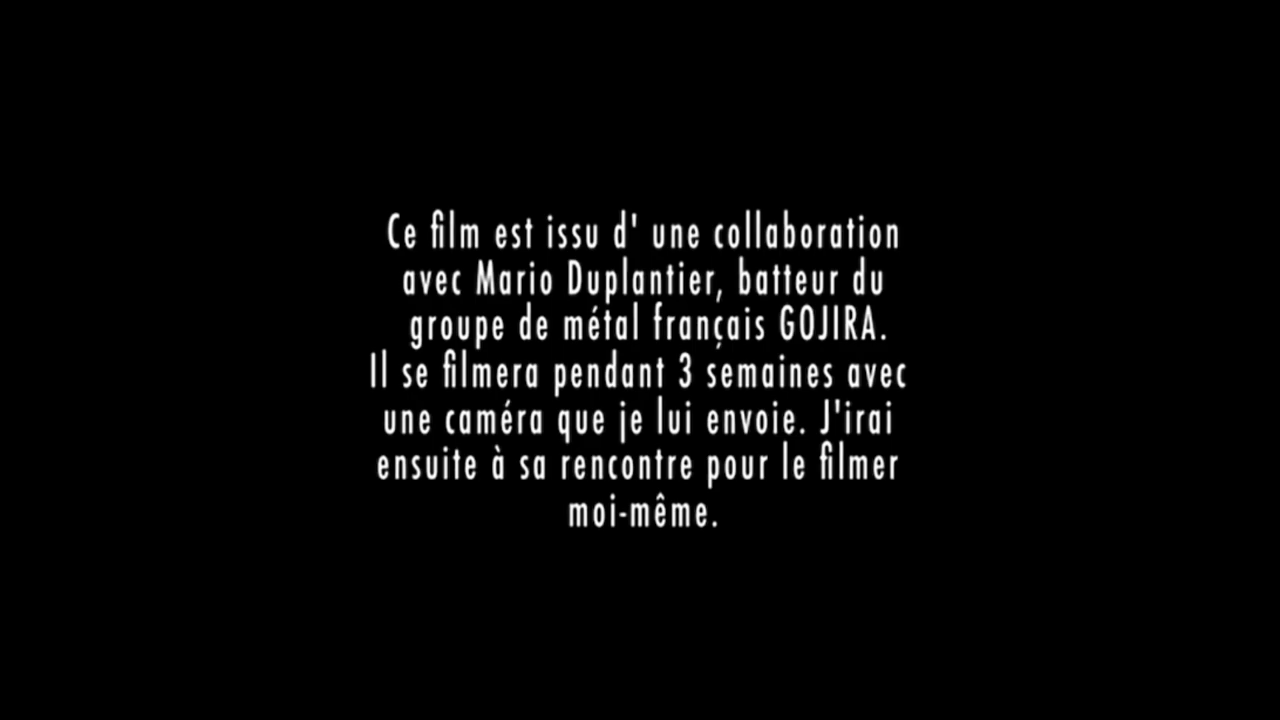 Ce film est issu d' une collaboration
avec Mario Duplantier, batteur du
groupe de métal français GOJIRA.
Il se filmera pendant 3 semaines avec
une caméra que je lui envoie. J'irai
ensuite à sa rencontre pour le filmer
moi-même.